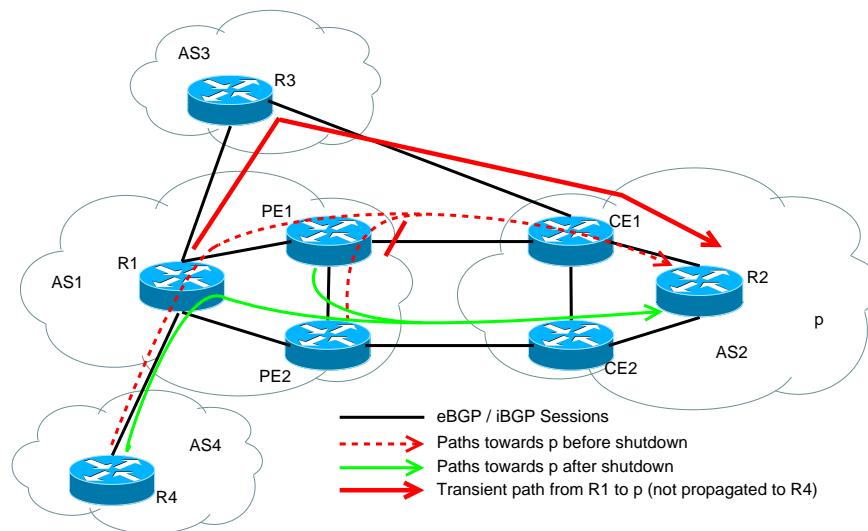 AS3
R3
PE1
CE1
R1
R2
AS1
p
PE2
CE2
AS2
eBGP / iBGP Sessions
AS4
Paths towards p before shutdown
Paths towards p after shutdown
R4
Transient path from R1 to p (not propagated to R4)